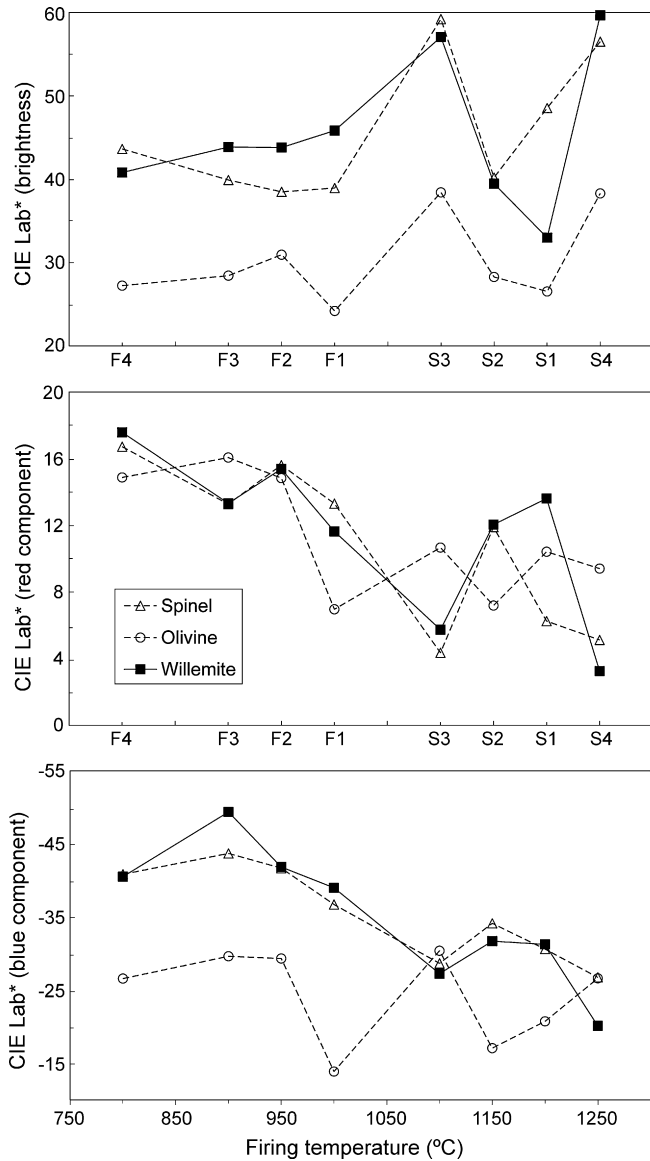 CIE Lab* (brightness)
60
50
40
30
20
F4 F3 F2 F1 S3 S2 S1 S4
CIE Lab* (red component)
20
16
12
8
4
0
Spinel
Olivine
Willemite
F4 F3 F2 F1 S3 S2 S1 S4
CIE Lab* (blue component)
-55
-45
-35
-25
-15
750 850 950 1050 1150 1250
Firing temperature (ºC)